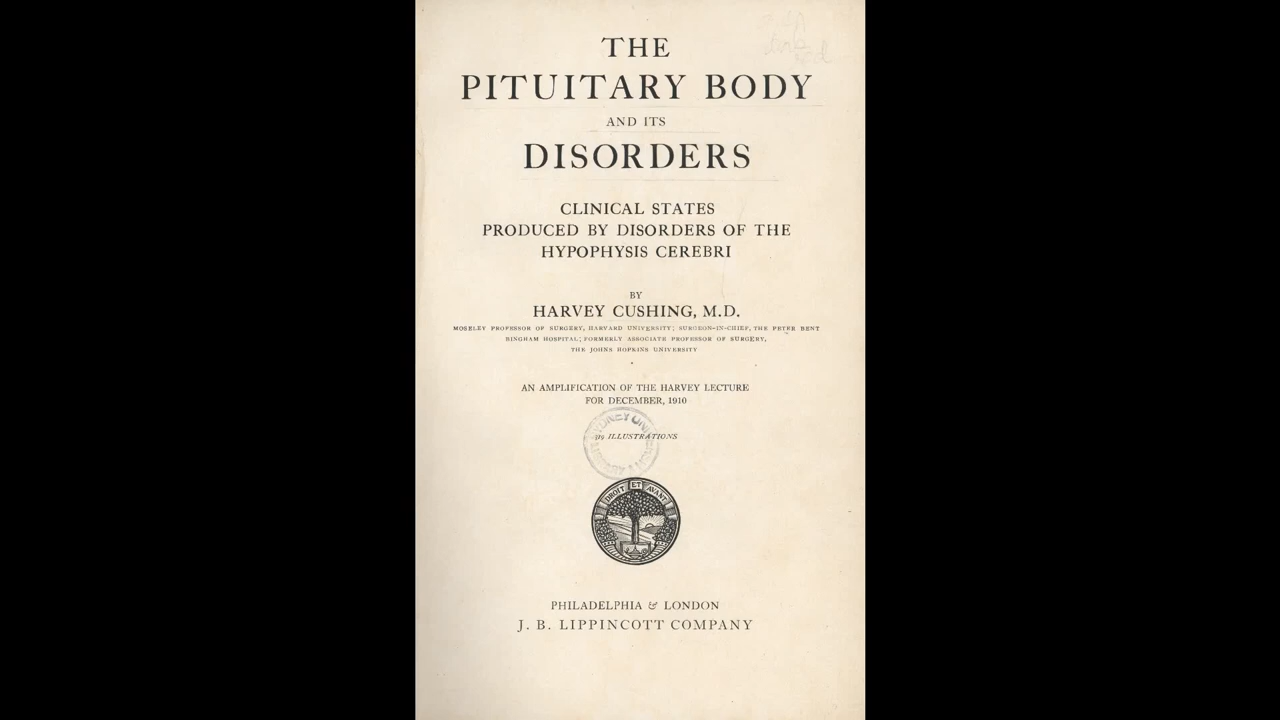 THE
PITUITARY BODY
AND ITS
DISORDERS
CLINICAL STATES
PRODUCED BY DISORDERS OF THE
HYPOPHYSIS CEREBRI
BY
HARVEY CUSHING, M.D.
MOSELEY PROFESSOR OF SURGERY, HARVARD UNIVERSITY; SURGEON-IN-CHIEF, THE PETER BENT
BINGHAM HOSPITAL; FORMERLY ASSOCIATE PROFESSOR OF SURGERY,
THE JOHNS HOPKINS UNIVERSITY
AN AMPLIFICATION OF THE HARVEY LECTURE
FOR DECEMBER, 1910
319 ILLUSTRATIONS
DROIT ET AVANT
PHILADELPHIA & LONDON
J. B. LIPPINCOTT COMPANY